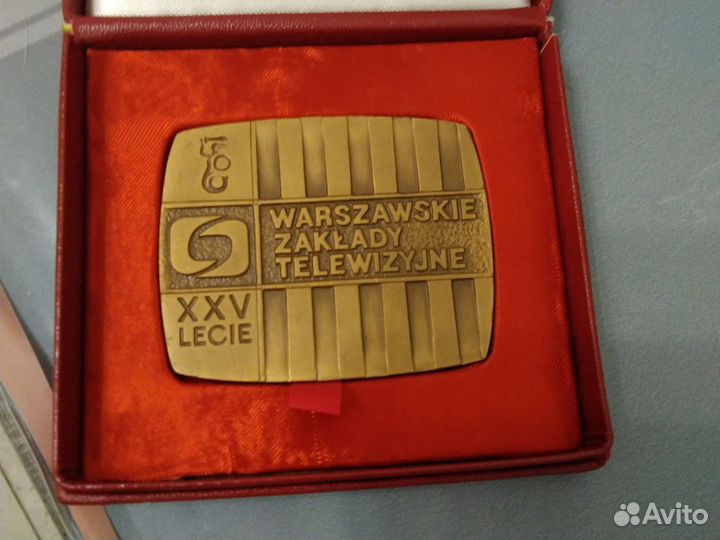 WARSZAWSKIE
ZAKŁADY
TELEWIZYJNE
XXV
LECIE
Avito